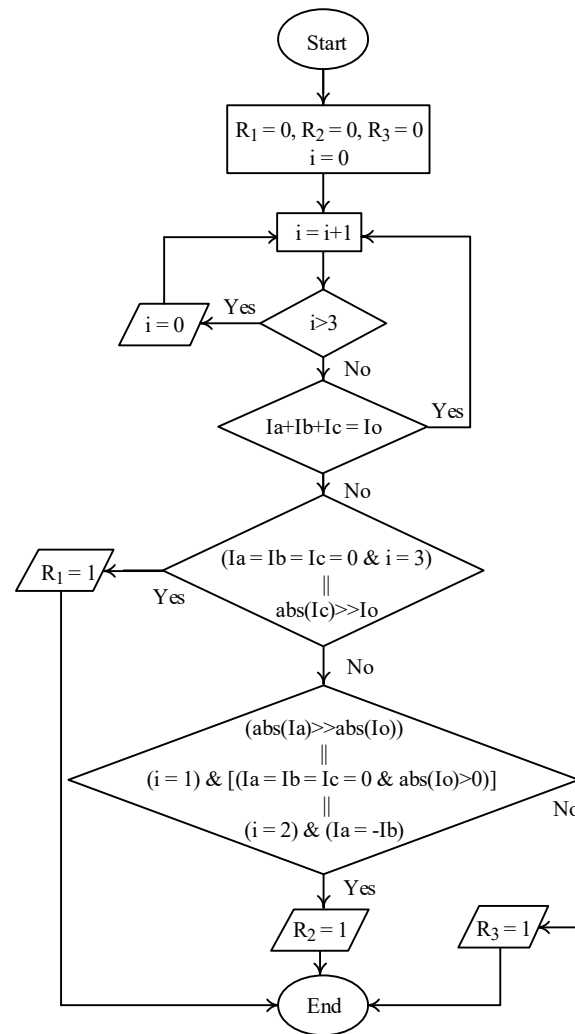 Start
R₁ = 0, R₂ = 0, R₃ = 0
i = 0
i = i+1
Yes
i = 0
i>3
No
Ia+Ib+Ic = Io
Yes
No
(Ia = Ib = Ic = 0 & i = 3)
||
abs(Ic)>>Io
R₁ = 1
Yes
No
(abs(Ia)>>abs(Io))
||
(i = 1) & [(Ia = Ib = Ic = 0 & abs(Io)>0)]
||
(i = 2) & (Ia = -Ib)
No
Yes
R₂ = 1
R₃ = 1
End